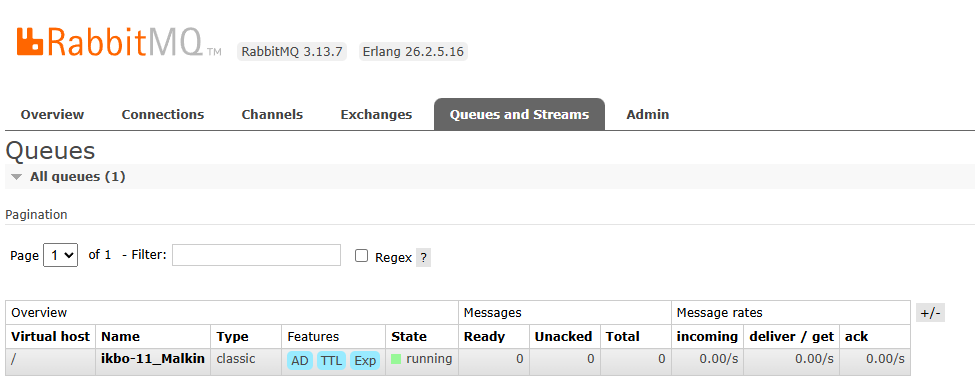 RabbitMQ TM RabbitMQ 3.13.7 Erlang 26.2.5.16
Overview Connections Channels Exchanges Queues and Streams Admin
Queues
All queues (1)
Pagination
Page 1 of 1 - Filter: Regex ?
Overview Messages Message rates +/-
Virtual host Name Type Features State Ready Unacked Total incoming deliver / get ack
/ ikbo-11_Malkin classic AD TTL Exp running 0 0 0 0.00/s 0.00/s 0.00/s